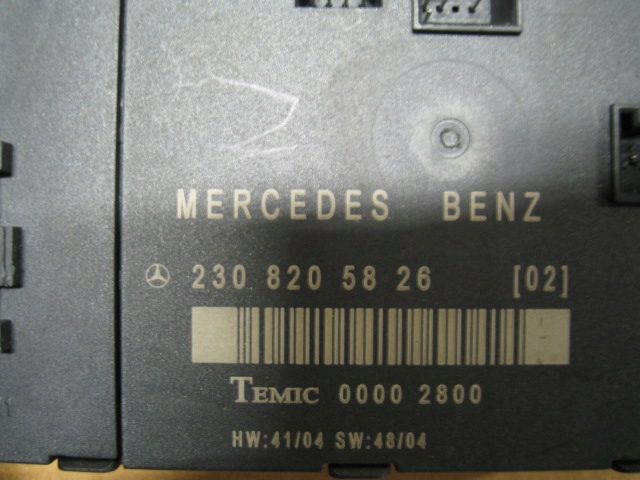 MERCEDES BENZ
230 820 58 26 [02]
TEMIC 0000 2800
HW:41/04 SW:48/04